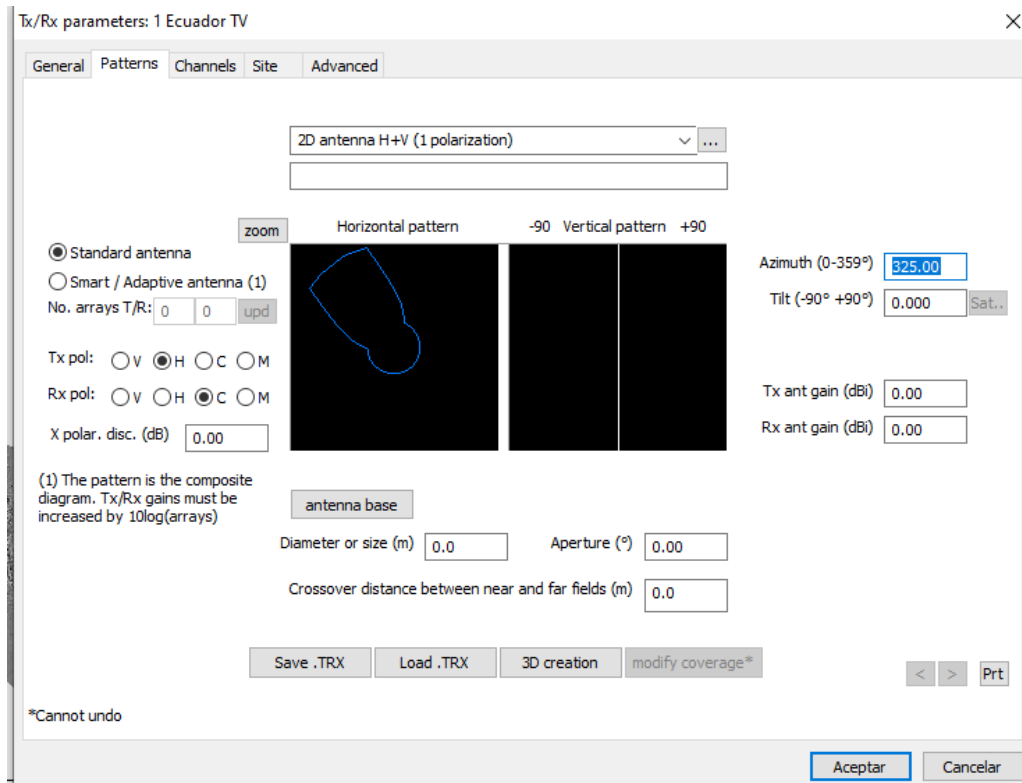 Tx/Rx parameters: 1 Ecuador TV
General Patterns Channels Site Advanced
2D antenna H+V (1 polarization) ...
zoom Horizontal pattern -90 Vertical pattern +90
Standard antenna
Smart / Adaptive antenna (1)
No. arrays T/R: 0 0 upd
Azimuth (0-359°) 325.00
Tilt (-90° +90°) 0.000 Sat..
Tx pol: V H C M
Rx pol: V H C M
X polar. disc. (dB) 0.00
Tx ant gain (dBi) 0.00
Rx ant gain (dBi) 0.00
(1) The pattern is the composite
diagram. Tx/Rx gains must be
increased by 10log(arrays)
antenna base
Diameter or size (m) 0.0 Aperture (°) 0.00
Crossover distance between near and far fields (m) 0.0
Save .TRX Load .TRX 3D creation modify coverage*
< > Prt
*Cannot undo
Aceptar Cancelar